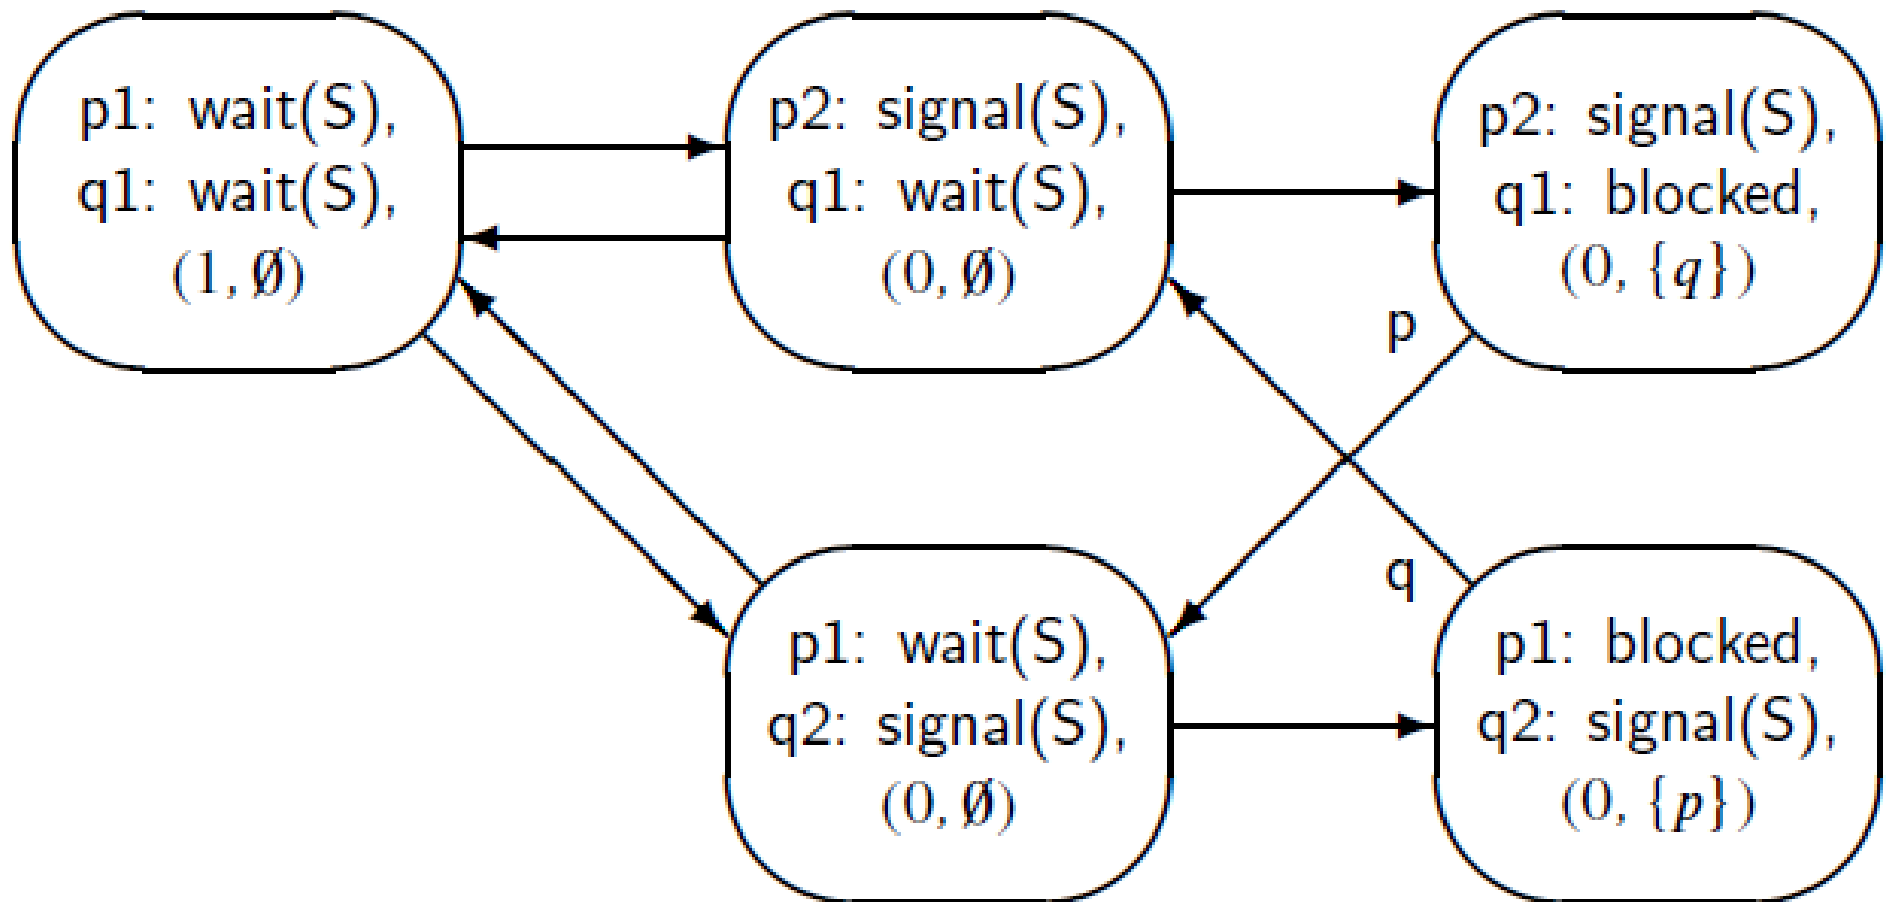 p1: wait(S),
q1: wait(S),
(1, Ø)
p2: signal(S),
q1: wait(S),
(0, Ø)
p2: signal(S),
q1: blocked,
(0, {q})
p
q
p1: wait(S),
q2: signal(S),
(0, Ø)
p1: blocked,
q2: signal(S),
(0, {p})